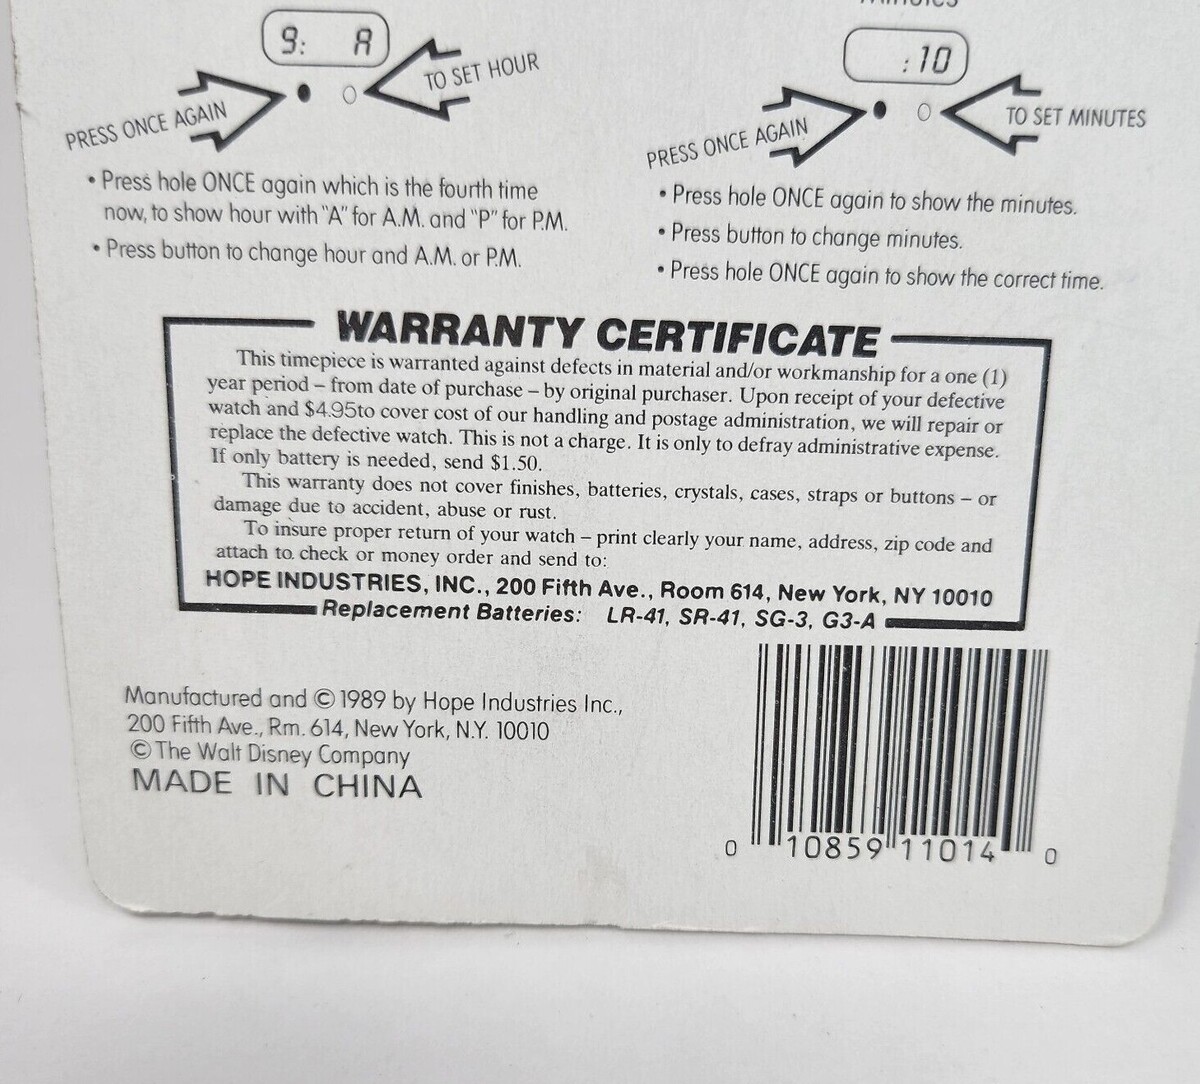 9: A
TO SET HOUR
PRESS ONCE AGAIN
• Press hole ONCE again which is the fourth time
now, to show hour with "A" for A.M. and "P" for P.M.
• Press button to change hour and A.M. or P.M.
:10
TO SET MINUTES
PRESS ONCE AGAIN
• Press hole ONCE again to show the minutes.
• Press button to change minutes.
• Press hole ONCE again to show the correct time.
WARRANTY CERTIFICATE
This timepiece is warranted against defects in material and/or workmanship for a one (1)
year period – from date of purchase – by original purchaser. Upon receipt of your defective
watch and $4.95to cover cost of our handling and postage administration, we will repair or
replace the defective watch. This is not a charge. It is only to defray administrative expense.
If only battery is needed, send $1.50.
This warranty does not cover finishes, batteries, crystals, cases, straps or buttons – or
damage due to accident, abuse or rust.
To insure proper return of your watch – print clearly your name, address, zip code and
attach to check or money order and send to:
HOPE INDUSTRIES, INC., 200 Fifth Ave., Room 614, New York, NY 10010
Replacement Batteries: LR-41, SR-41, SG-3, G3-A
Manufactured and © 1989 by Hope Industries Inc.,
200 Fifth Ave., Rm. 614, New York, N.Y. 10010
© The Walt Disney Company
MADE IN CHINA
0 10859 11014 0